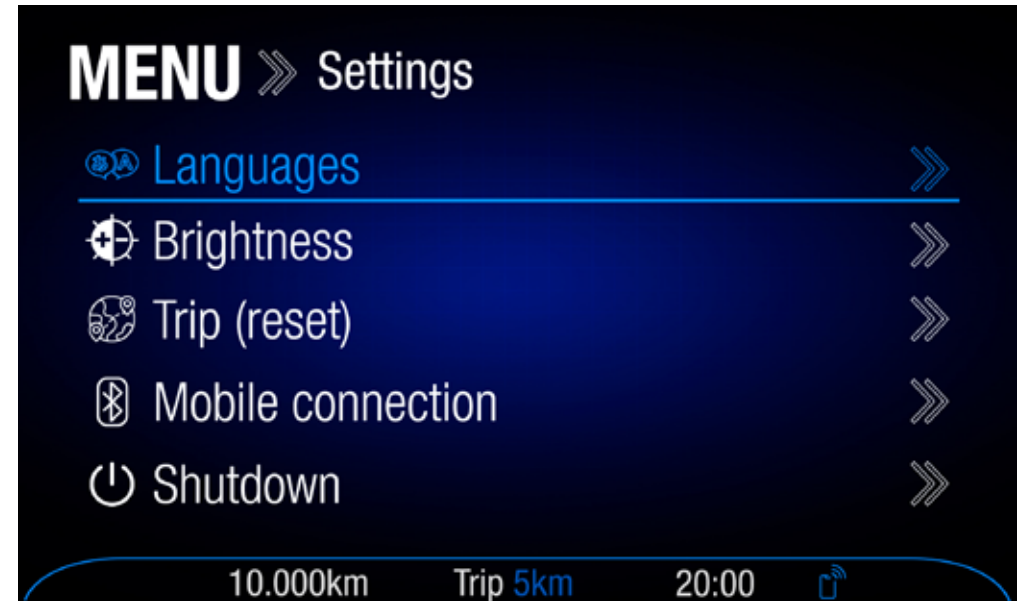 MENU Settings
Languages
Brightness
Trip (reset)
Mobile connection
Shutdown
10.000km Trip 5km 20:00